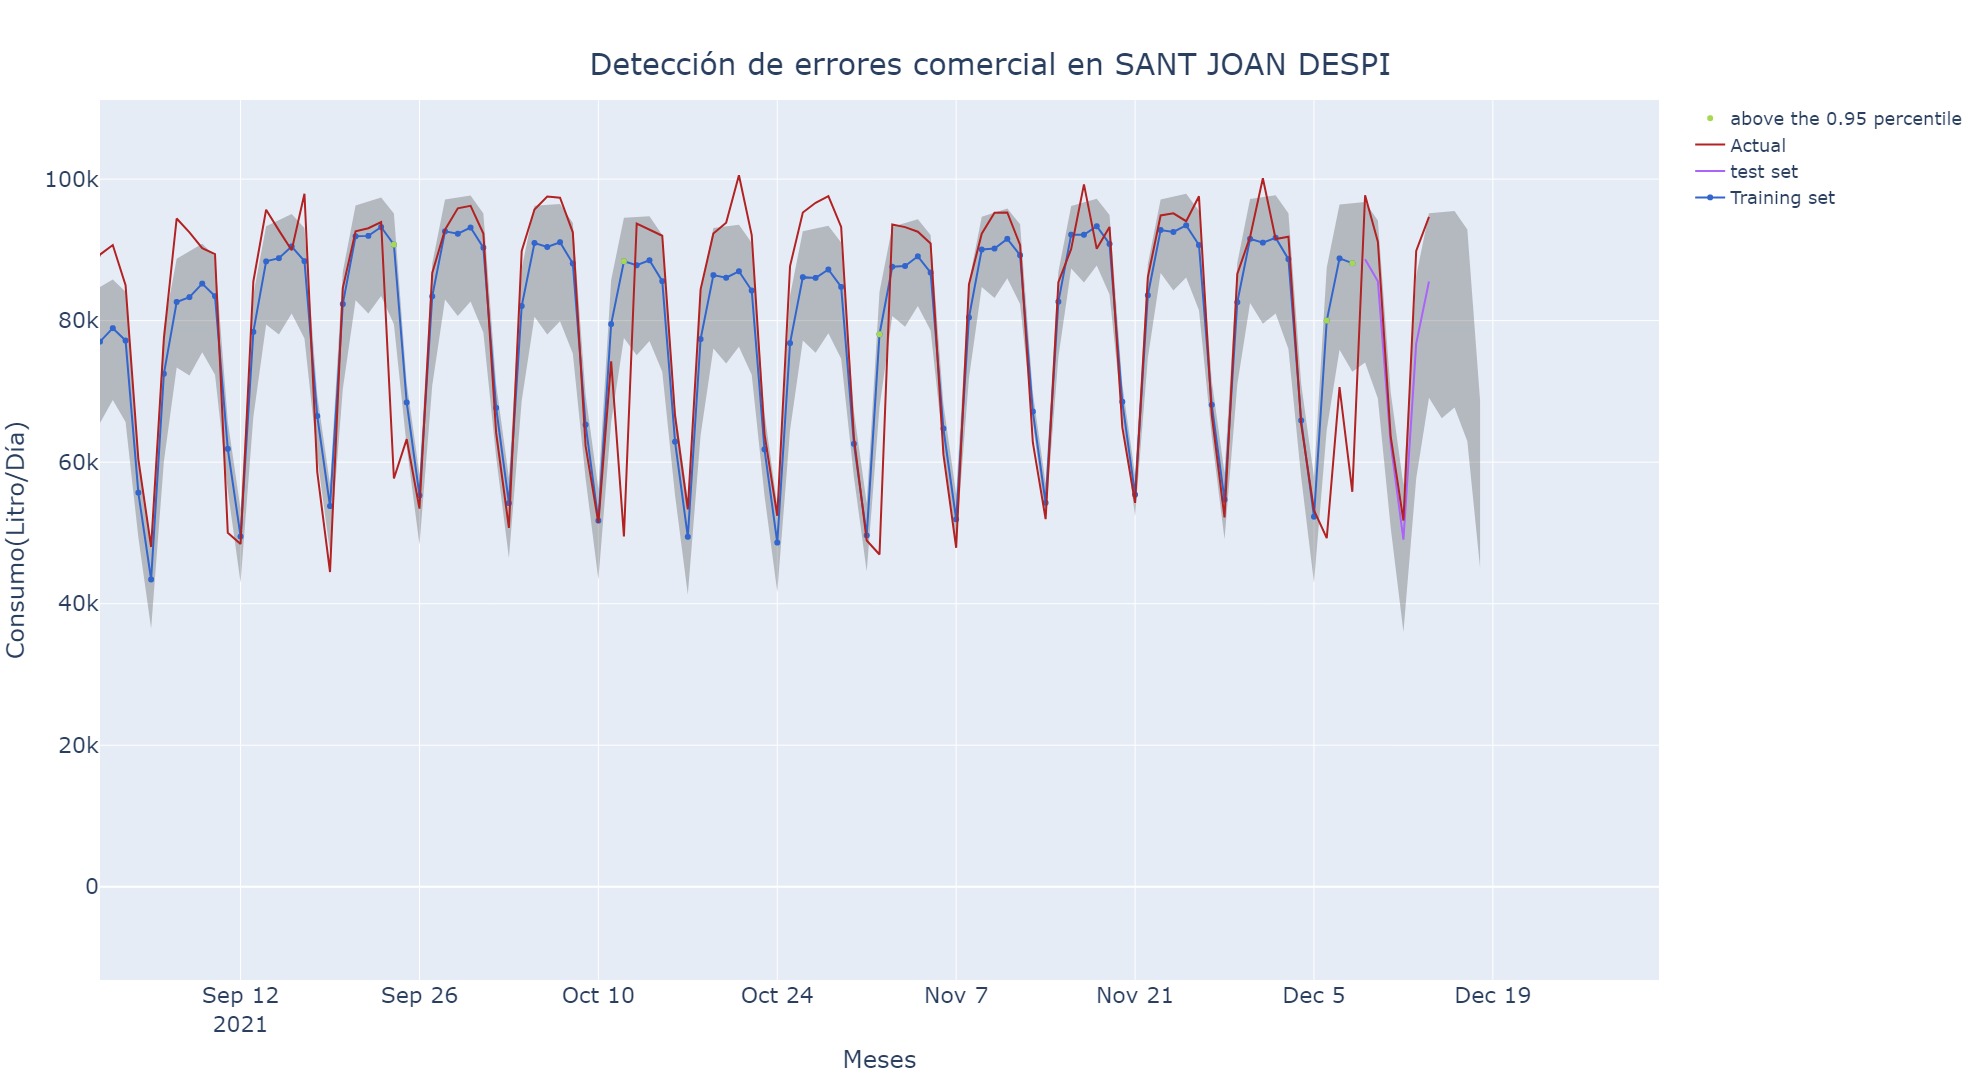 Detección de errores comercial en SANT JOAN DESPI
above the 0.95 percentile
Actual
test set
Training set
Consumo(Litro/Día)
100k
80k
60k
40k
20k
0
Sep 12
2021
Sep 26
Oct 10
Oct 24
Nov 7
Nov 21
Dec 5
Dec 19
Meses